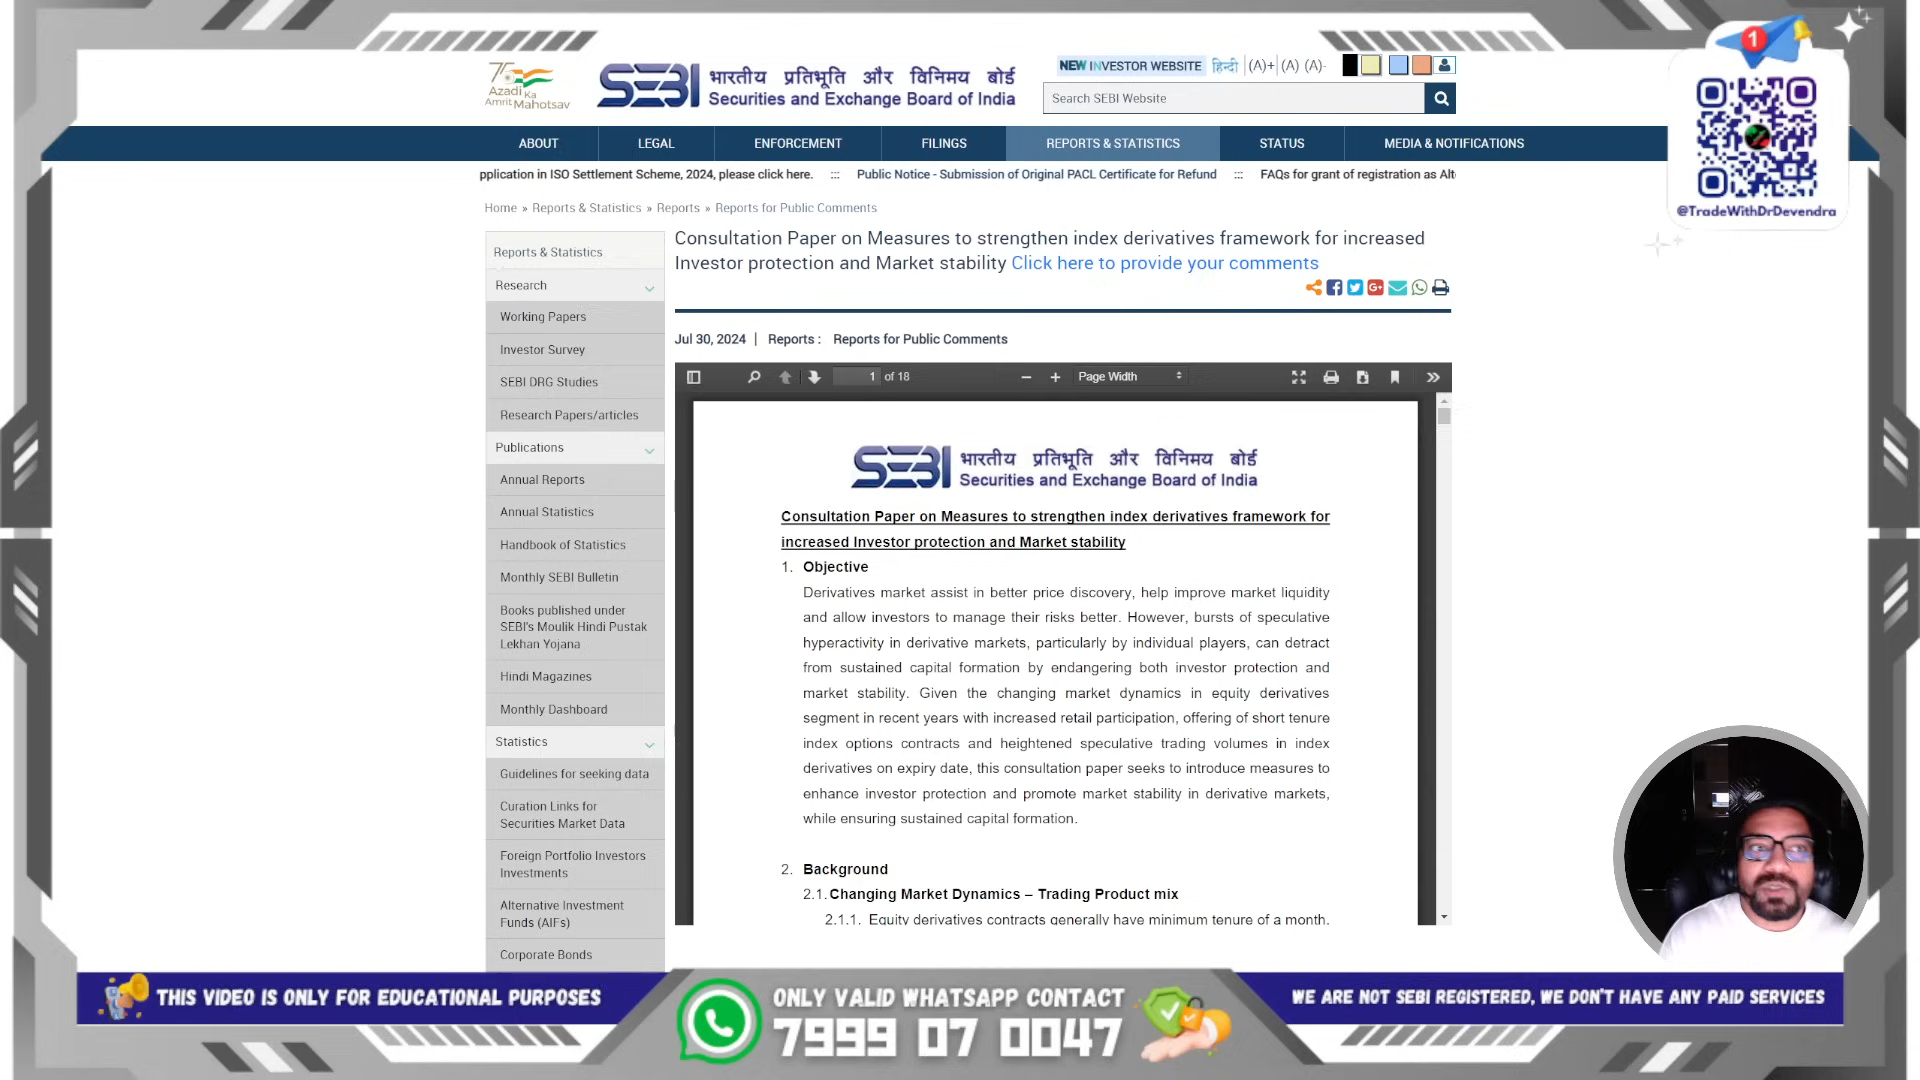 75
Azadi Ka
Amrit Mahotsav
SEBI
भारतीय प्रतिभूति और विनिमय बोर्ड
Securities and Exchange Board of India
NEW INVESTOR WEBSITE
हिन्दी
(A)+ (A) (A)-
Search SEBI Website
1
@TradeWithDrDevendra
ABOUT
LEGAL
ENFORCEMENT
FILINGS
REPORTS & STATISTICS
STATUS
MEDIA & NOTIFICATIONS
pplication in ISO Settlement Scheme, 2024, please click here. ::: Public Notice - Submission of Original PACL Certificate for Refund ::: FAQs for grant of registration as Alt
Home » Reports & Statistics » Reports » Reports for Public Comments
Reports & Statistics
Research
Working Papers
Investor Survey
SEBI DRG Studies
Research Papers/articles
Publications
Annual Reports
Annual Statistics
Handbook of Statistics
Monthly SEBI Bulletin
Books published under
SEBI's Moulik Hindi Pustak
Lekhan Yojana
Hindi Magazines
Monthly Dashboard
Statistics
Guidelines for seeking data
Curation Links for
Securities Market Data
Foreign Portfolio Investors
Investments
Alternative Investment
Funds (AIFs)
Corporate Bonds
Consultation Paper on Measures to strengthen index derivatives framework for increased
Investor protection and Market stability Click here to provide your comments
Jul 30, 2024 | Reports : Reports for Public Comments
1 of 18
Page Width
SEBI
भारतीय प्रतिभूति और विनिमय बोर्ड
Securities and Exchange Board of India
Consultation Paper on Measures to strengthen index derivatives framework for
increased Investor protection and Market stability
1. Objective
Derivatives market assist in better price discovery, help improve market liquidity
and allow investors to manage their risks better. However, bursts of speculative
hyperactivity in derivative markets, particularly by individual players, can detract
from sustained capital formation by endangering both investor protection and
market stability. Given the changing market dynamics in equity derivatives
segment in recent years with increased retail participation, offering of short tenure
index options contracts and heightened speculative trading volumes in index
derivatives on expiry date, this consultation paper seeks to introduce measures to
enhance investor protection and promote market stability in derivative markets,
while ensuring sustained capital formation.
2. Background
2.1. Changing Market Dynamics – Trading Product mix
2.1.1. Equity derivatives contracts generally have minimum tenure of a month.
THIS VIDEO IS ONLY FOR EDUCATIONAL PURPOSES
ONLY VALID WHATSAPP CONTACT
7999 07 0047
WE ARE NOT SEBI REGISTERED, WE DON'T HAVE ANY PAID SERVICES